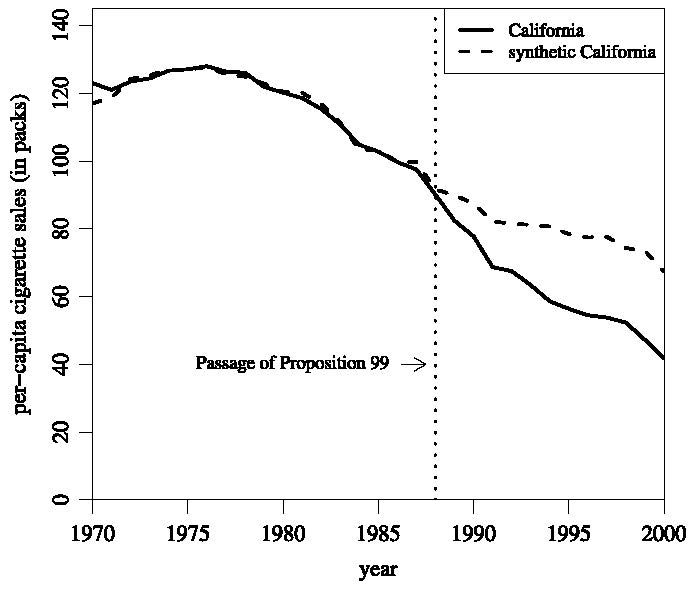 California
synthetic California
140
120
100
80
60
40
20
0
per−capita cigarette sales (in packs)
Passage of Proposition 99
1970 1975 1980 1985 1990 1995 2000
year